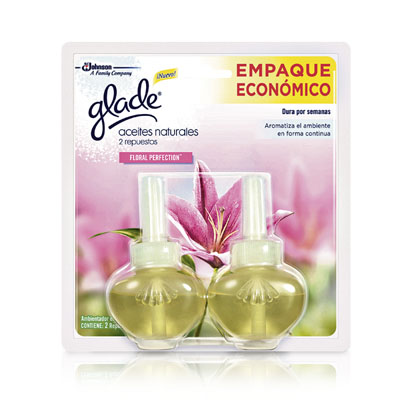 Johnson
A Family Company
¡Nuevo!
glade
aceites naturales
2 repuestos
FLORAL PERFECTION
EMPAQUE
ECONÓMICO
Dura por semanas
Aromatiza el ambiente
en forma continua
Ambientador
CONTIENE: 2